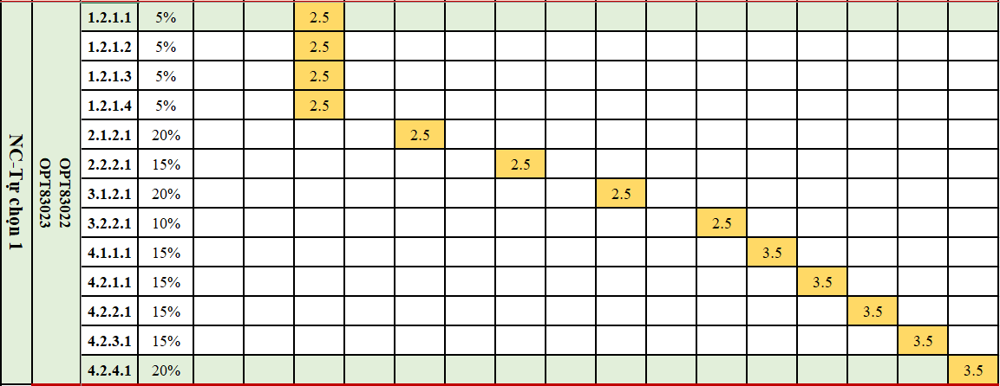 NC-Tự chọn 1
OPT83022
OPT83023
1.2.1.1 5% 2.5
1.2.1.2 5% 2.5
1.2.1.3 5% 2.5
1.2.1.4 5% 2.5
2.1.2.1 20% 2.5
2.2.2.1 15% 2.5
3.1.2.1 20% 2.5
3.2.2.1 10% 2.5
4.1.1.1 15% 3.5
4.2.1.1 15% 3.5
4.2.2.1 15% 3.5
4.2.3.1 15% 3.5
4.2.4.1 20% 3.5